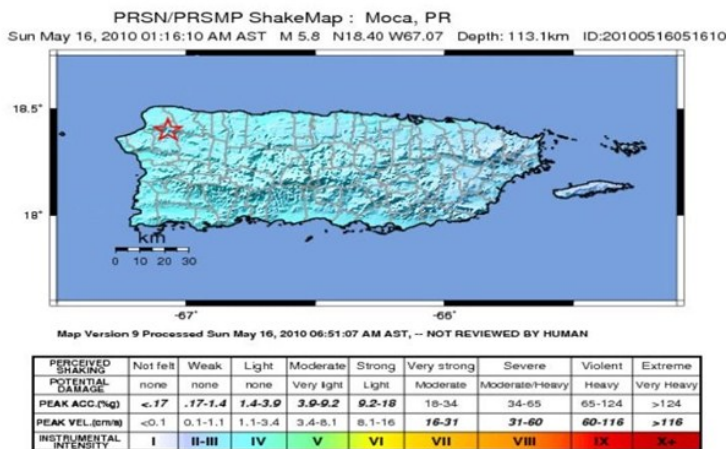 PRSN/PRSMP ShakeMap : Moca, PR
Sun May 16, 2010 01:16:10 AM AST M 5.8 N18.40 W67.07 Depth: 113.1km ID:20100516051610
18.5°
18°
km
0 10 20 30
-67° -66°
Map Version 9 Processed Sun May 16, 2010 06:51:07 AM AST, -- NOT REVIEWED BY HUMAN
PERCEIVED SHAKING Not felt Weak Light Moderate Strong Very strong Severe Violent Extreme
POTENTIAL DAMAGE none none none Very light Light Moderate Moderate/Heavy Heavy Very Heavy
PEAK ACC.(%g) <.17 .17-1.4 1.4-3.9 3.9-9.2 9.2-18 18-34 34-65 65-124 >124
PEAK VEL.(cm/s) <0.1 0.1-1.1 1.1-3.4 3.4-8.1 8.1-16 16-31 31-60 60-116 >116
INSTRUMENTAL INTENSITY I II-III IV V VI VII VIII IX X+